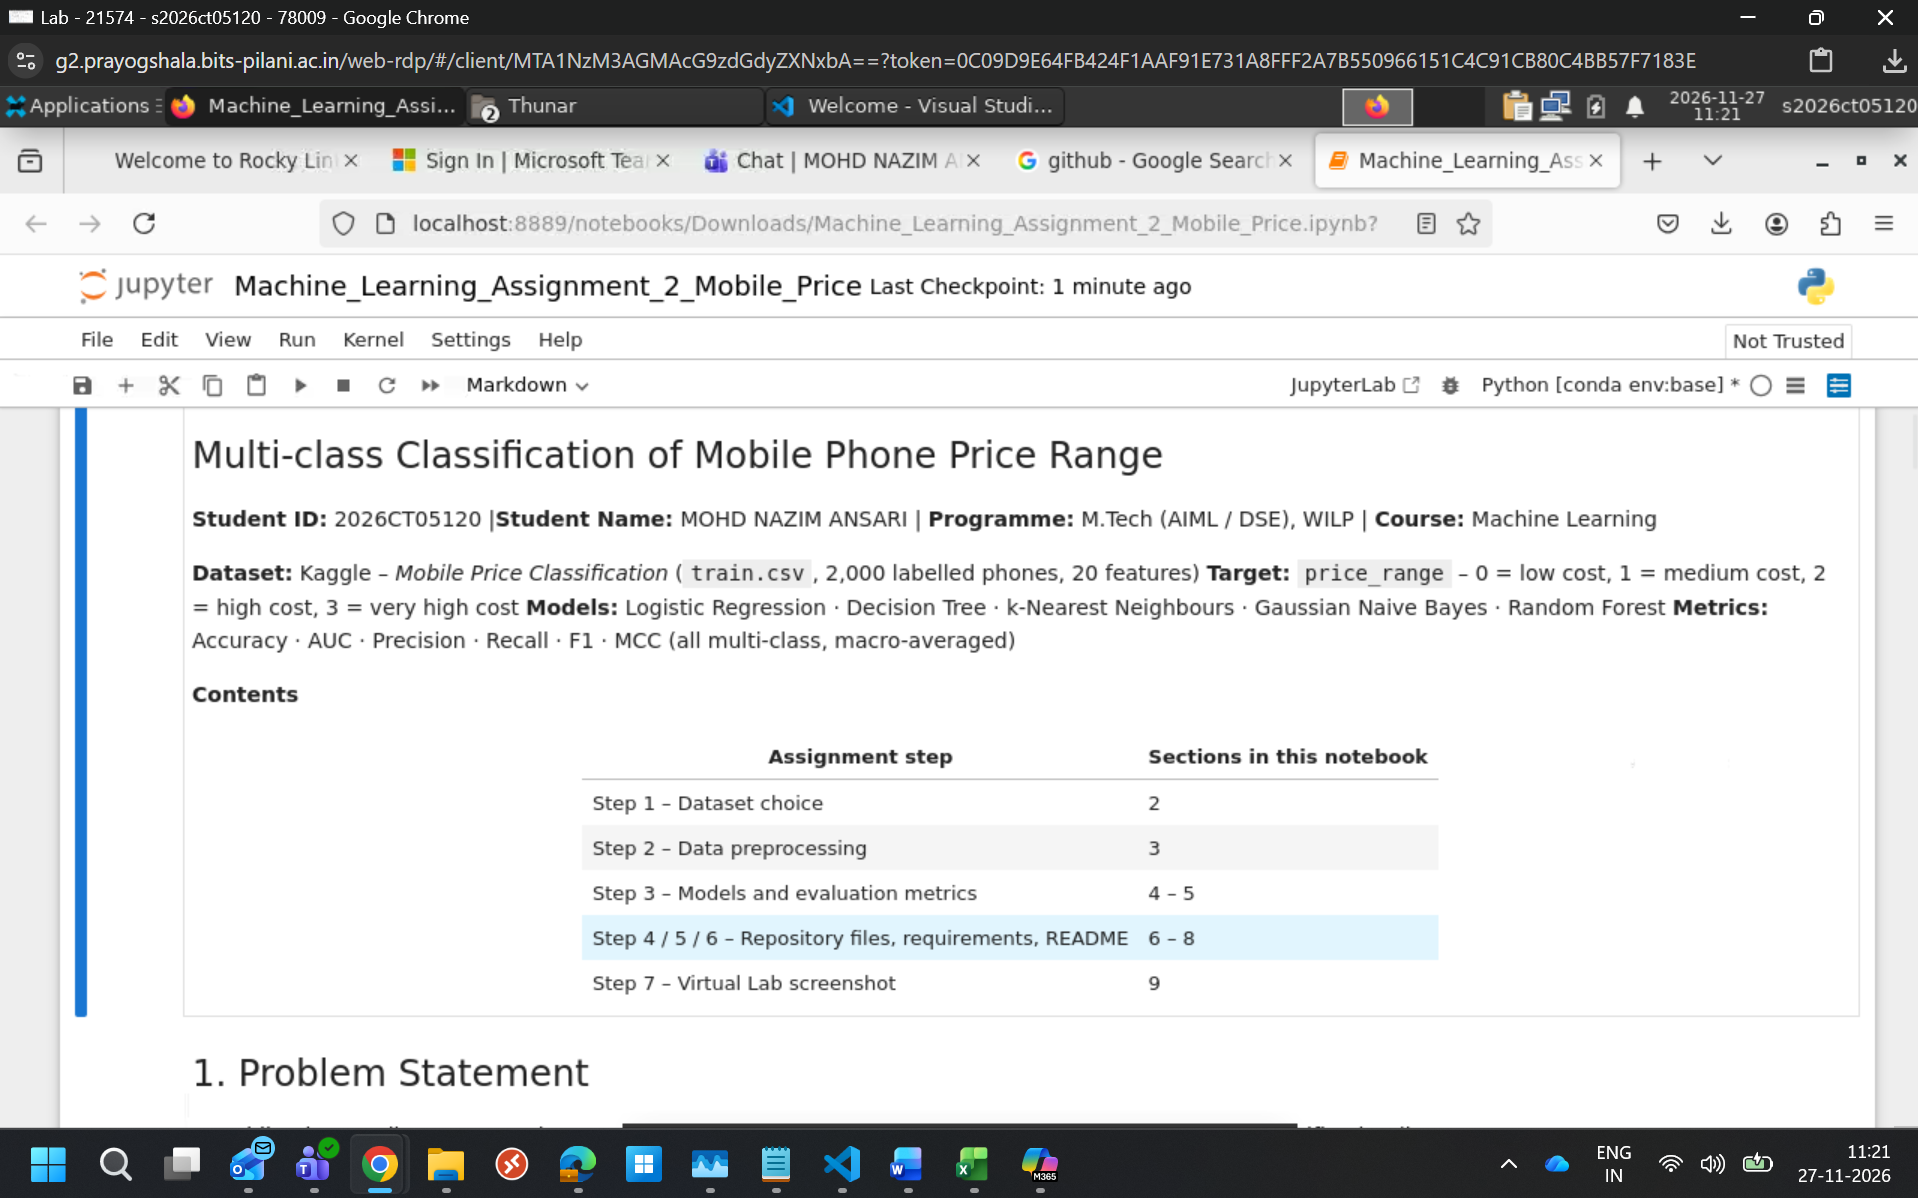 Lab - 21574 - s2026ct05120 - 78009 - Google Chrome
g2.prayogshala.bits-pilani.ac.in/web-rdp/#/client/MTA1NzM3AGMAcG9zdGdyZXNxbA==?token=0C09D9E64FB424F1AAF91E731A8FFF2A7B550966151C4C91CB80C4BB57F7183E
Applications Machine_Learning_Assi... 2 Thunar Welcome - Visual Studi... 2026-11-27 11:21 s2026ct05120
Welcome to Rocky Lin Sign In | Microsoft Tea Chat | MOHD NAZIM A github - Google Search Machine_Learning_Ass
localhost:8889/notebooks/Downloads/Machine_Learning_Assignment_2_Mobile_Price.ipynb?
jupyter Machine_Learning_Assignment_2_Mobile_Price Last Checkpoint: 1 minute ago
File Edit View Run Kernel Settings Help Not Trusted
Markdown JupyterLab Python [conda env:base] *
Multi-class Classification of Mobile Phone Price Range
Student ID: 2026CT05120 |Student Name: MOHD NAZIM ANSARI | Programme: M.Tech (AIML / DSE), WILP | Course: Machine Learning
Dataset: Kaggle – Mobile Price Classification ( train.csv , 2,000 labelled phones, 20 features) Target: price_range – 0 = low cost, 1 = medium cost, 2
= high cost, 3 = very high cost Models: Logistic Regression · Decision Tree · k-Nearest Neighbours · Gaussian Naive Bayes · Random Forest Metrics:
Accuracy · AUC · Precision · Recall · F1 · MCC (all multi-class, macro-averaged)
Contents
Assignment step Sections in this notebook
Step 1 – Dataset choice 2
Step 2 – Data preprocessing 3
Step 3 – Models and evaluation metrics 4 – 5
Step 4 / 5 / 6 – Repository files, requirements, README 6 – 8
Step 7 – Virtual Lab screenshot 9
1. Problem Statement
M365
ENG
IN
11:21
27-11-2026